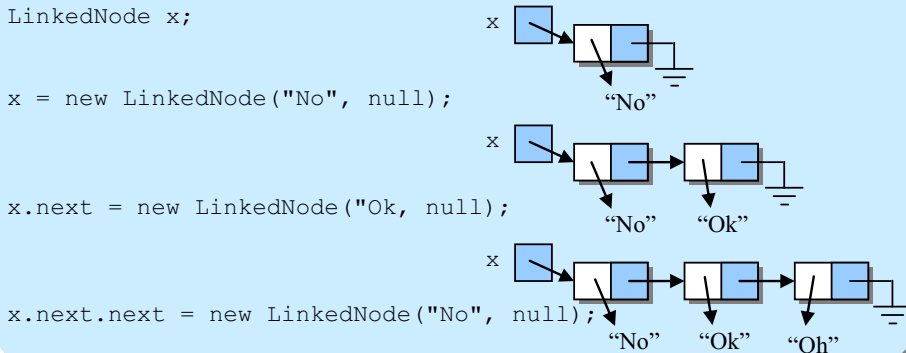 LinkedNode x;
x
x = new LinkedNode("No", null);
“No”
x
x.next = new LinkedNode("Ok, null);
“No” “Ok”
x
x.next.next = new LinkedNode("No", null);
“No” “Ok” “Oh”